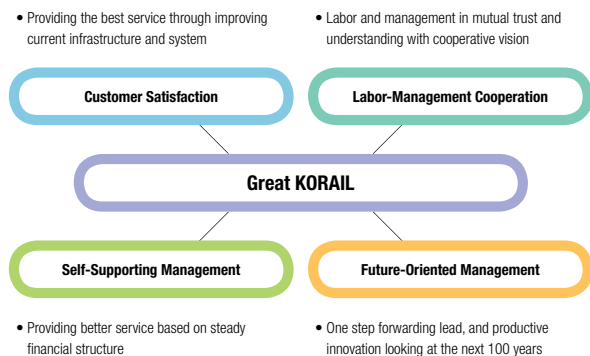 • Providing the best service through improving
current infrastructure and system
• Labor and management in mutual trust and
understanding with cooperative vision
Customer Satisfaction
Labor-Management Cooperation
Great KORAIL
Self-Supporting Management
Future-Oriented Management
• Providing better service based on steady
financial structure
• One step forwarding lead, and productive
innovation looking at the next 100 years